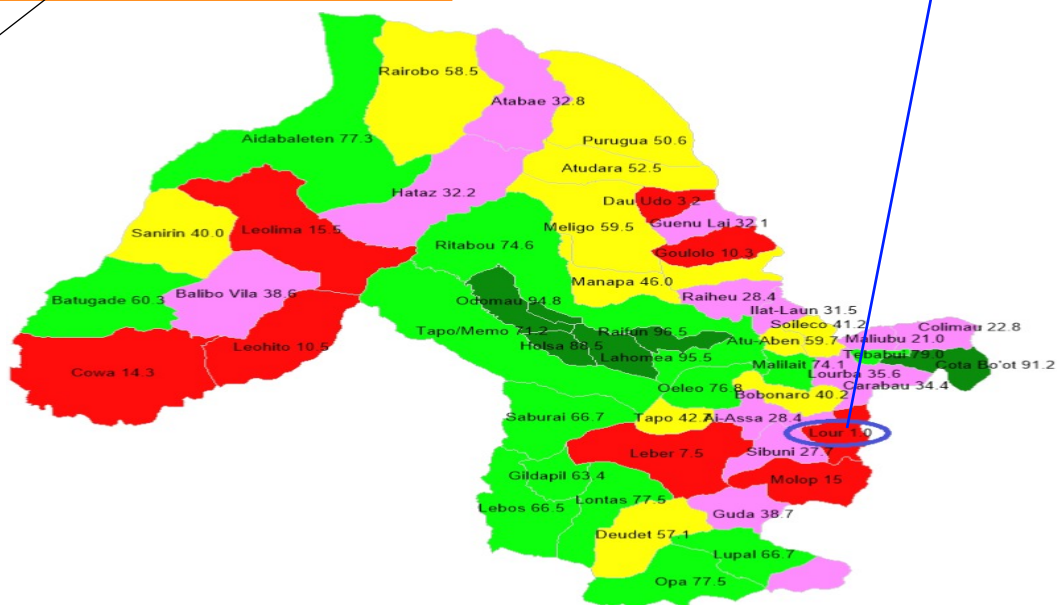 Rairobo 58.5
Atabae 32.8
Aidabaleten 77.3
Purugua 50.6
Atudara 52.5
Hataz 32.2
Dau Udo 3.2
Guenu Lai 32.1
Sanirin 40.0
Leolima 15.5
Meligo 59.5
Ritabou 74.6
Goulolo 10.3
Manapa 46.0
Batugade 60.3
Balibo Vila 38.6
Odomau 94.8
Raiheu 28.4
Ilat-Laun 31.5
Soileco 41.2
Colimau 22.8
Tapo/Memo 71.2
Raifun 96.5
Atu-Aben 59.7
Maliubu 21.0
Leohito 10.5
Holsa 88.5
Lahomea 95.5
Tebabui 79.0
Malilait 74.1
Cota Bo'ot 91.2
Cowa 14.3
Lourba 35.6
Oeleo 76.8
Carabau 34.4
Bobonaro 40.2
Saburai 66.7
Tapo 42.7
Ai-Assa 28.4
Lour 1.0
Leber 7.5
Sibuni 27.7
Gildapil 63.4
Molop 15
Lontas 77.5
Lebos 66.5
Guda 38.7
Deudet 57.1
Lupal 66.7
Opa 77.5